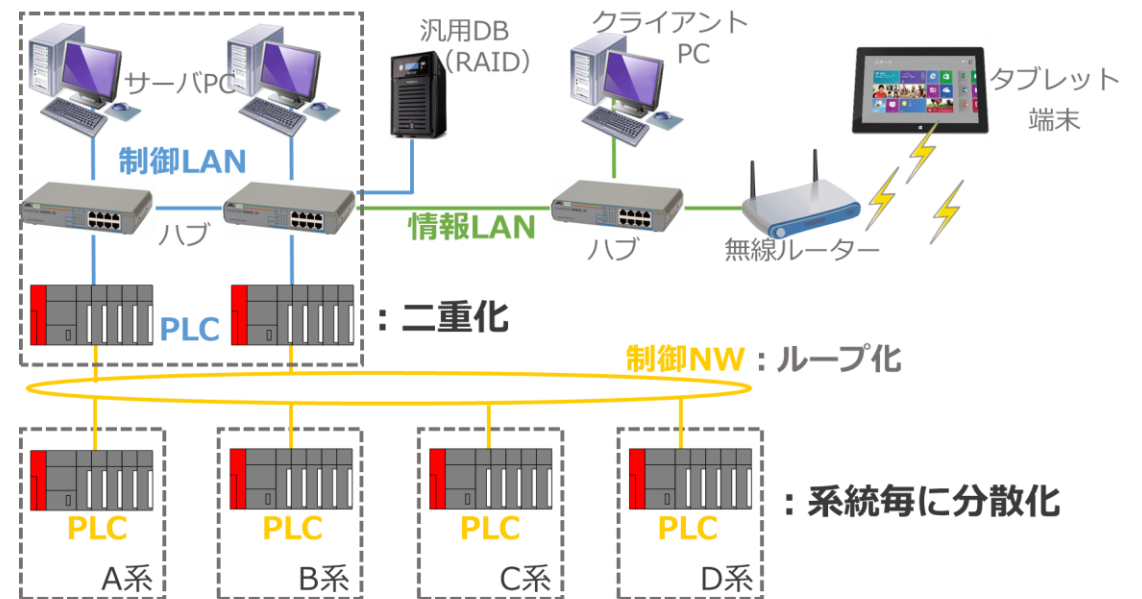 サーバPC
汎用DB
（RAID）
クライアント
PC
タブレット
端末
制御LAN
ハブ
情報LAN
ハブ
無線ルーター
PLC
：二重化
制御NW：ループ化
PLC
PLC
PLC
PLC
：系統毎に分散化
A系
B系
C系
D系